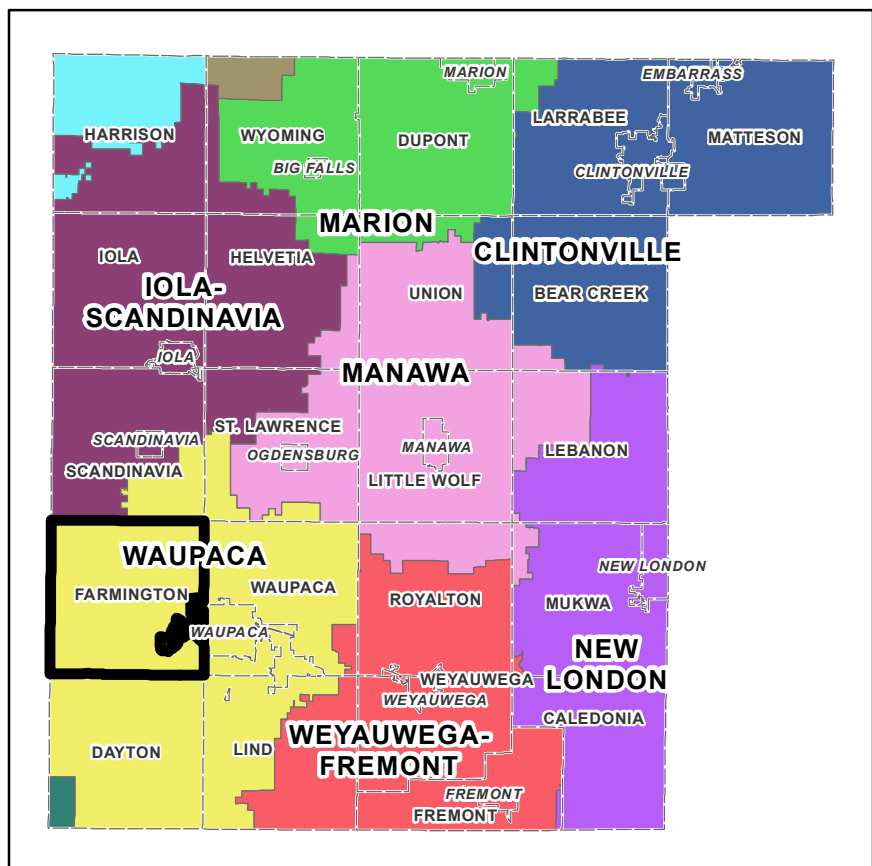 MARION
EMBARRASS
LARRABEE
HARRISON
WYOMING
DUPONT
MATTESON
BIG FALLS
CLINTONVILLE
MARION
CLINTONVILLE
IOLA
HELVETIA
IOLA-
SCANDINAVIA
UNION
BEAR CREEK
IOLA
MANAWA
ST. LAWRENCE
SCANDINAVIA
OGDENSBURG
MANAWA
LEBANON
SCANDINAVIA
LITTLE WOLF
WAUPACA
NEW LONDON
FARMINGTON
WAUPACA
ROYALTON
MUKWA
WAUPACA
NEW
LONDON
WEYAUWEGA
WEYAUWEGA
CALEDONIA
DAYTON
LIND
WEYAUWEGA-
FREMONT
FREMONT
FREMONT